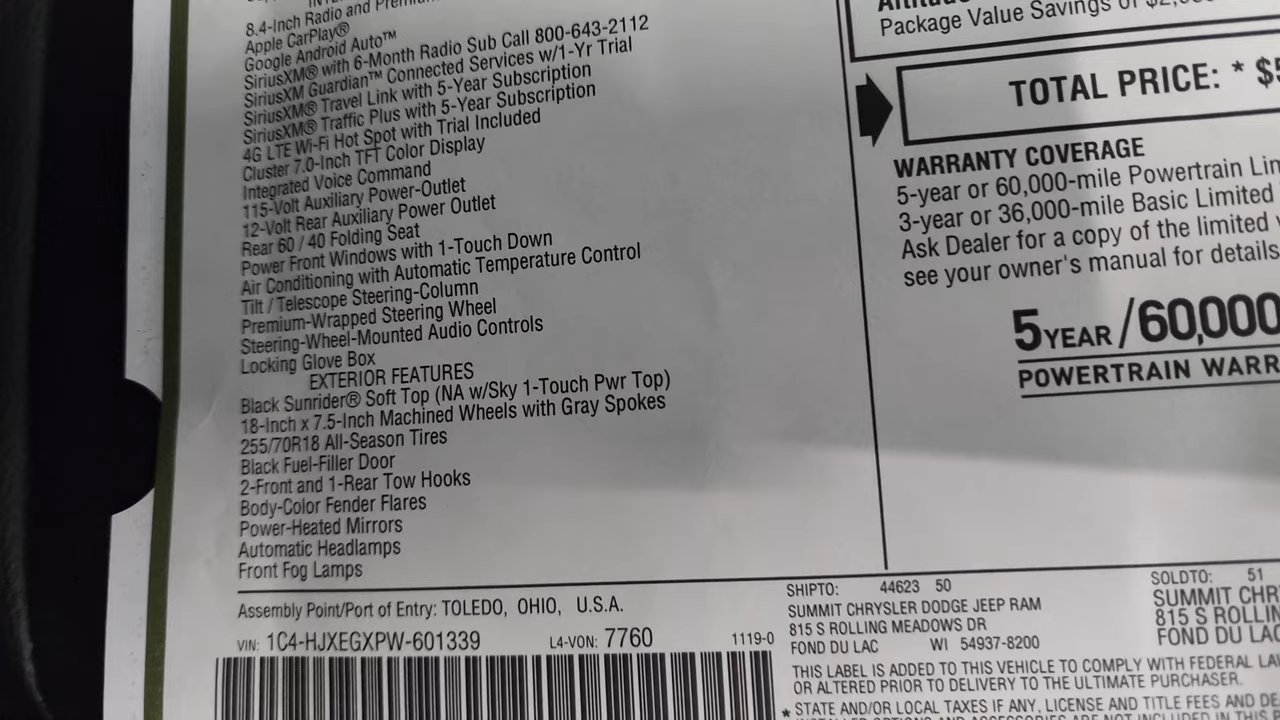 8.4-Inch Radio and
Apple CarPlay®
Google Android Auto™
SiriusXM® with 6-Month Radio Sub Call 800-643-2112
SiriusXM Guardian™ Connected Services w/1-Yr Trial
SiriusXM® Travel Link with 5-Year Subscription
SiriusXM® Traffic Plus with 5-Year Subscription
4G LTE Wi-Fi Hot Spot with Trial Included
Cluster 7.0-Inch TFT Color Display
Integrated Voice Command
115-Volt Auxiliary Power-Outlet
12-Volt Rear Auxiliary Power Outlet
Rear 60 / 40 Folding Seat
Power Front Windows with 1-Touch Down
Air Conditioning with Automatic Temperature Control
Tilt / Telescope Steering-Column
Premium-Wrapped Steering Wheel
Steering-Wheel-Mounted Audio Controls
Locking Glove Box
EXTERIOR FEATURES
Black Sunrider® Soft Top (NA w/Sky 1-Touch Pwr Top)
18-Inch x 7.5-Inch Machined Wheels with Gray Spokes
255/70R18 All-Season Tires
Black Fuel-Filler Door
2-Front and 1-Rear Tow Hooks
Body-Color Fender Flares
Power-Heated Mirrors
Automatic Headlamps
Front Fog Lamps
Package Value Savings of
TOTAL PRICE: * $
WARRANTY COVERAGE
5-year or 60,000-mile Powertrain
3-year or 36,000-mile Basic Limited
Ask Dealer for a copy of the limited
see your owner's manual for details
5 YEAR /60,000
POWERTRAIN
Assembly Point/Port of Entry: TOLEDO, OHIO, U.S.A.
VIN: 1C4-HJXEGXPW-601339 L4-VON: 7760 1119-0
SHIPTO: 44623 50
SUMMIT CHRYSLER DODGE JEEP RAM
815 S ROLLING MEADOWS DR
FOND DU LAC WI 54937-8200
SOLDTO: 51
SUMMIT
815 S
FOND DU
THIS LABEL IS ADDED TO THIS VEHICLE TO COMPLY WITH FEDERAL
OR ALTERED PRIOR TO DELIVERY TO THE ULTIMATE PURCHASER.
* STATE AND/OR LOCAL TAXES IF ANY, LICENSE AND TITLE FEES AND